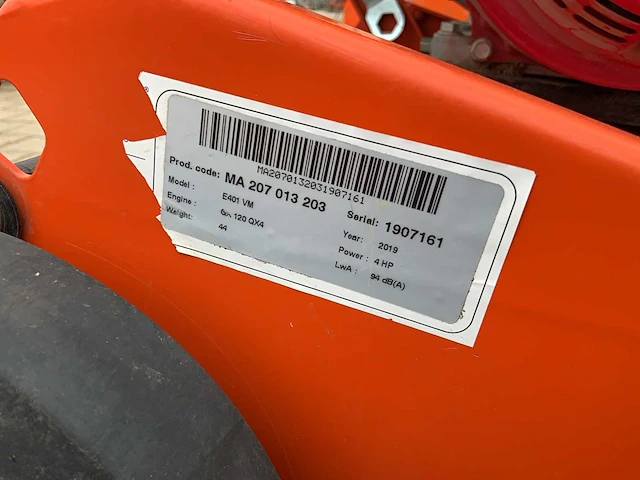 MA2070132031907161
Prod. code: MA 207 013 203 Serial: 1907161
Model: E401 VM Year: 2019
Engine: GX 120 QX4 Power: 4 HP
Weight: 44 LwA: 94 dB(A)